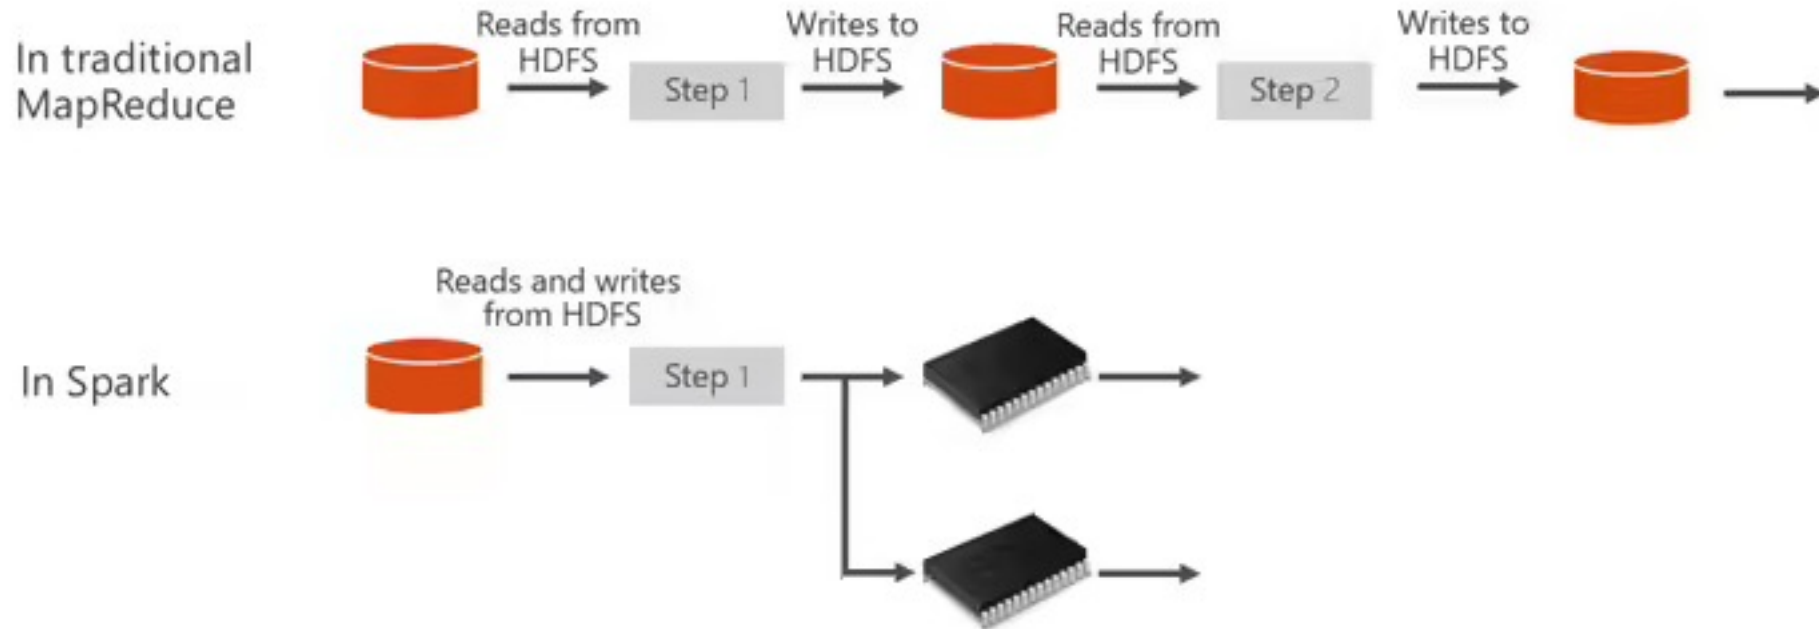 In traditional
MapReduce
Reads from
HDFS
Step 1
Writes to
HDFS
Reads from
HDFS
Step 2
Writes to
HDFS
In Spark
Reads and writes
from HDFS
Step 1